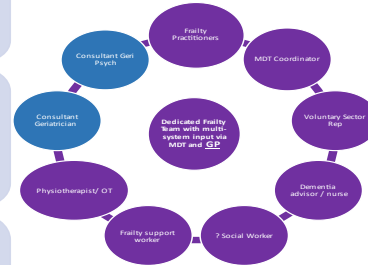 Frailty
Practitioners
Consultant Geri
Psych
MDT Coordinator
Consultant
Geriatrician
Dedicated Frailty
Team with multi-
system input via
MDT and GP
Voluntary Sector
Rep
Physiotherapist/ OT
Dementia
advisor / nurse
Frailty support
worker
? Social Worker